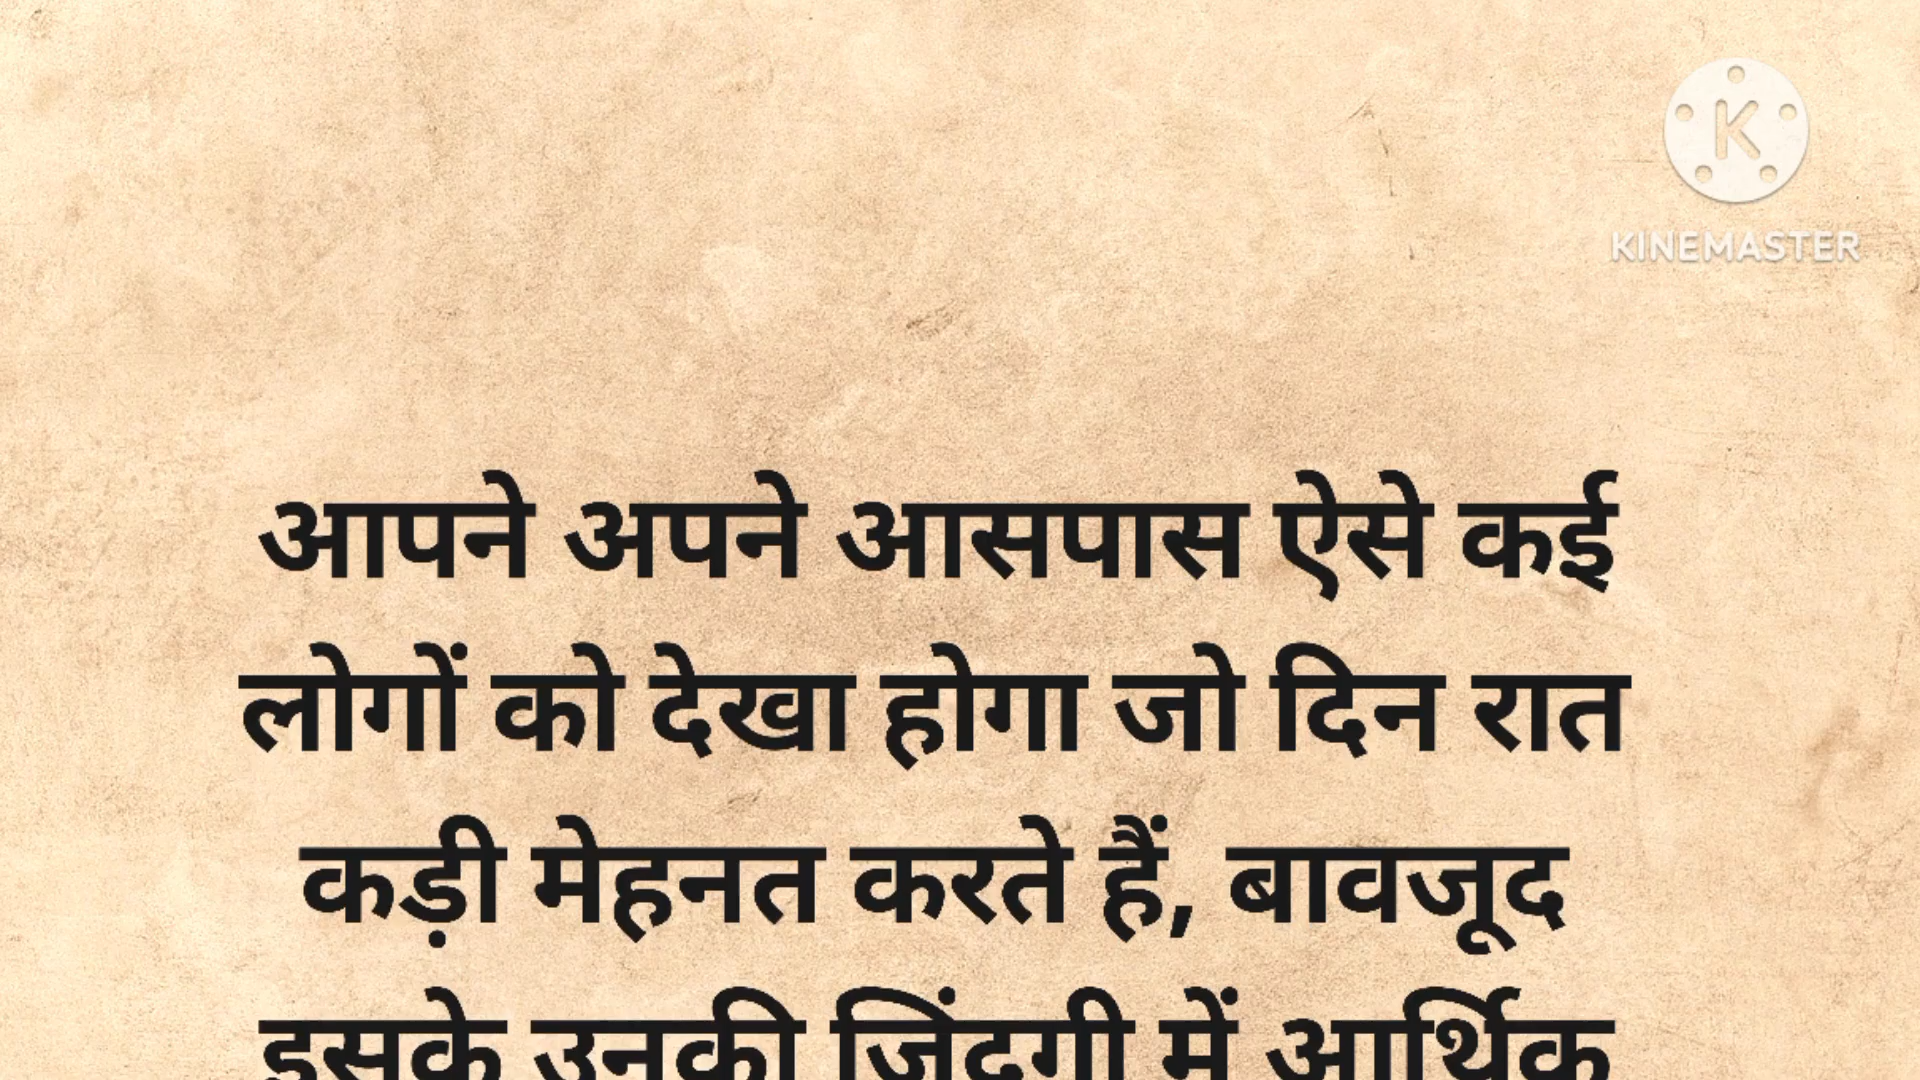 KINEMASTER
आपने अपने आसपास ऐसे कई
लोगों को देखा होगा जो दिन रात
कड़ी मेहनत करते हैं, बावजूद
इसके उनकी जिंदगी में आर्थिक